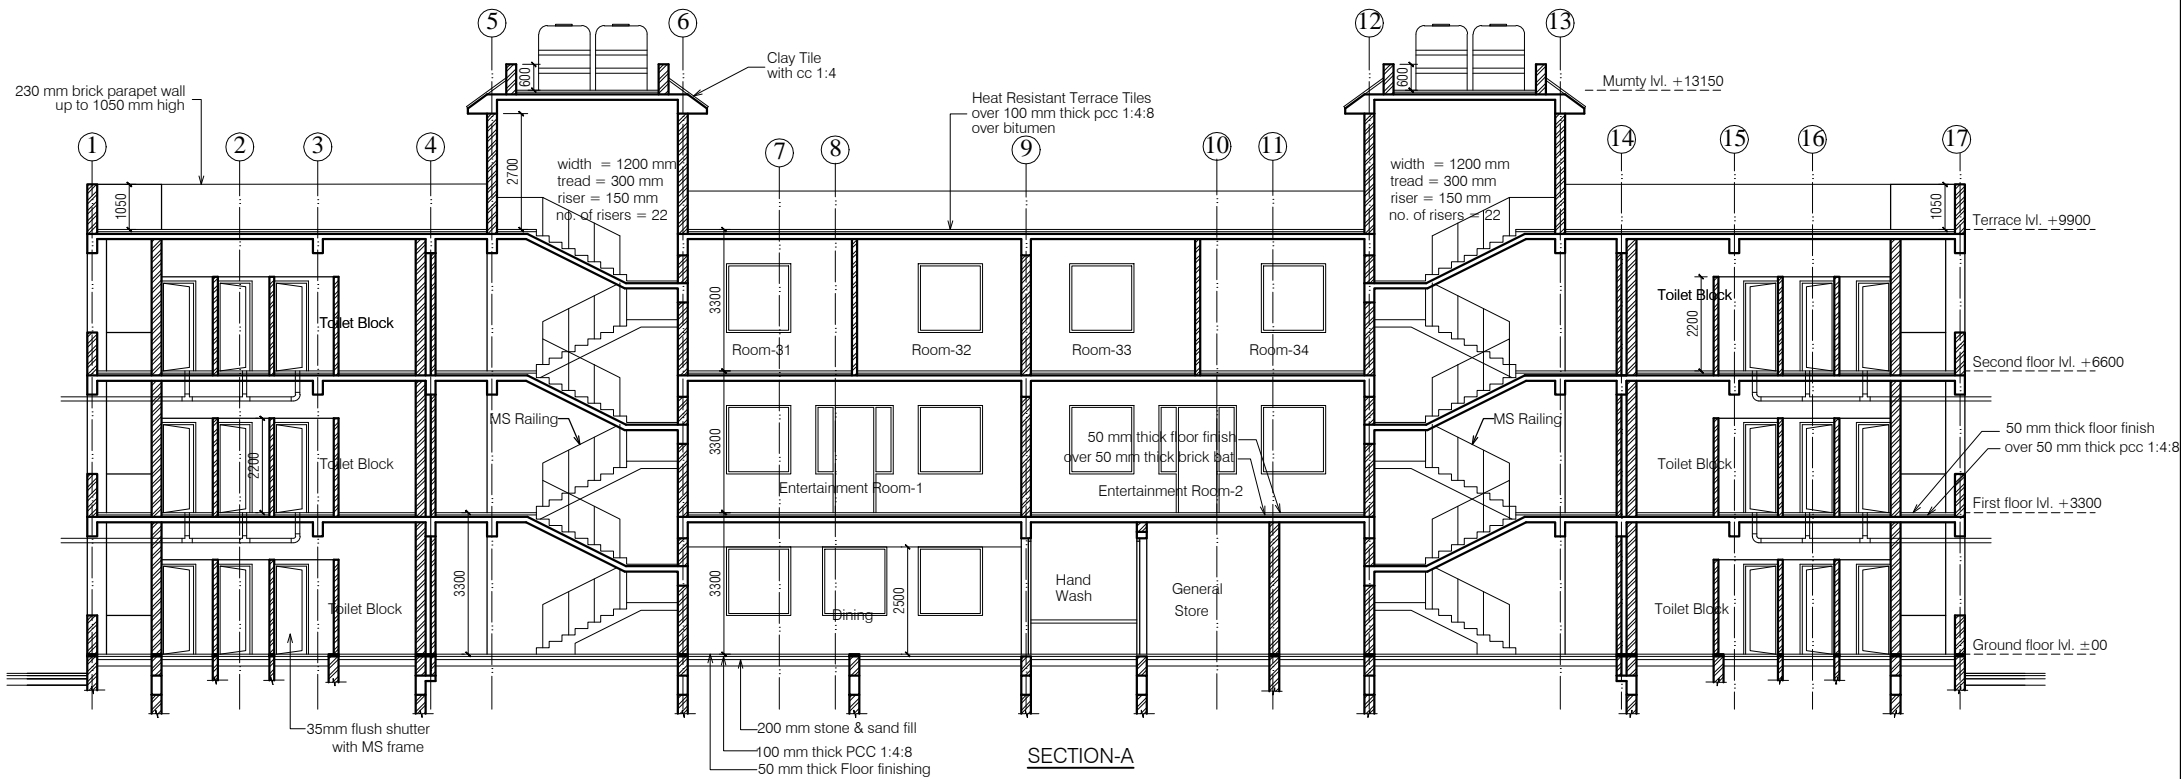 5
6
12
13
Clay Tile
with cc 1:4
600
600
Mumty lvl. +13150
230 mm brick parapet wall
up to 1050 mm high
Heat Resistant Terrace Tiles
over 100 mm thick pcc 1:4:8
over bitumen
1
2
3
4
7
8
9
10
11
14
15
16
17
2700
width = 1200 mm
tread = 300 mm
riser = 150 mm
no. of risers = 22
width = 1200 mm
tread = 300 mm
riser = 150 mm
no. of risers = 22
1050
1050
Terrace lvl. +9900
3300
Toilet Block
Room-31
Room-32
Room-33
Room-34
Toilet Block
2200
Second floor lvl. +6600
MS Railing
MS Railing
2200
Toilet Block
3300
Entertainment Room-1
50 mm thick floor finish
over 50 mm thick brick bat
Entertainment Room-2
Toilet Block
50 mm thick floor finish
over 50 mm thick pcc 1:4:8
First floor lvl. +3300
Toilet Block
3300
3300
Dining
2500
Hand
Wash
General
Store
Toilet Block
Ground floor lvl. ±00
35mm flush shutter
with MS frame
200 mm stone & sand fill
100 mm thick PCC 1:4:8
50 mm thick Floor finishing
SECTION-A